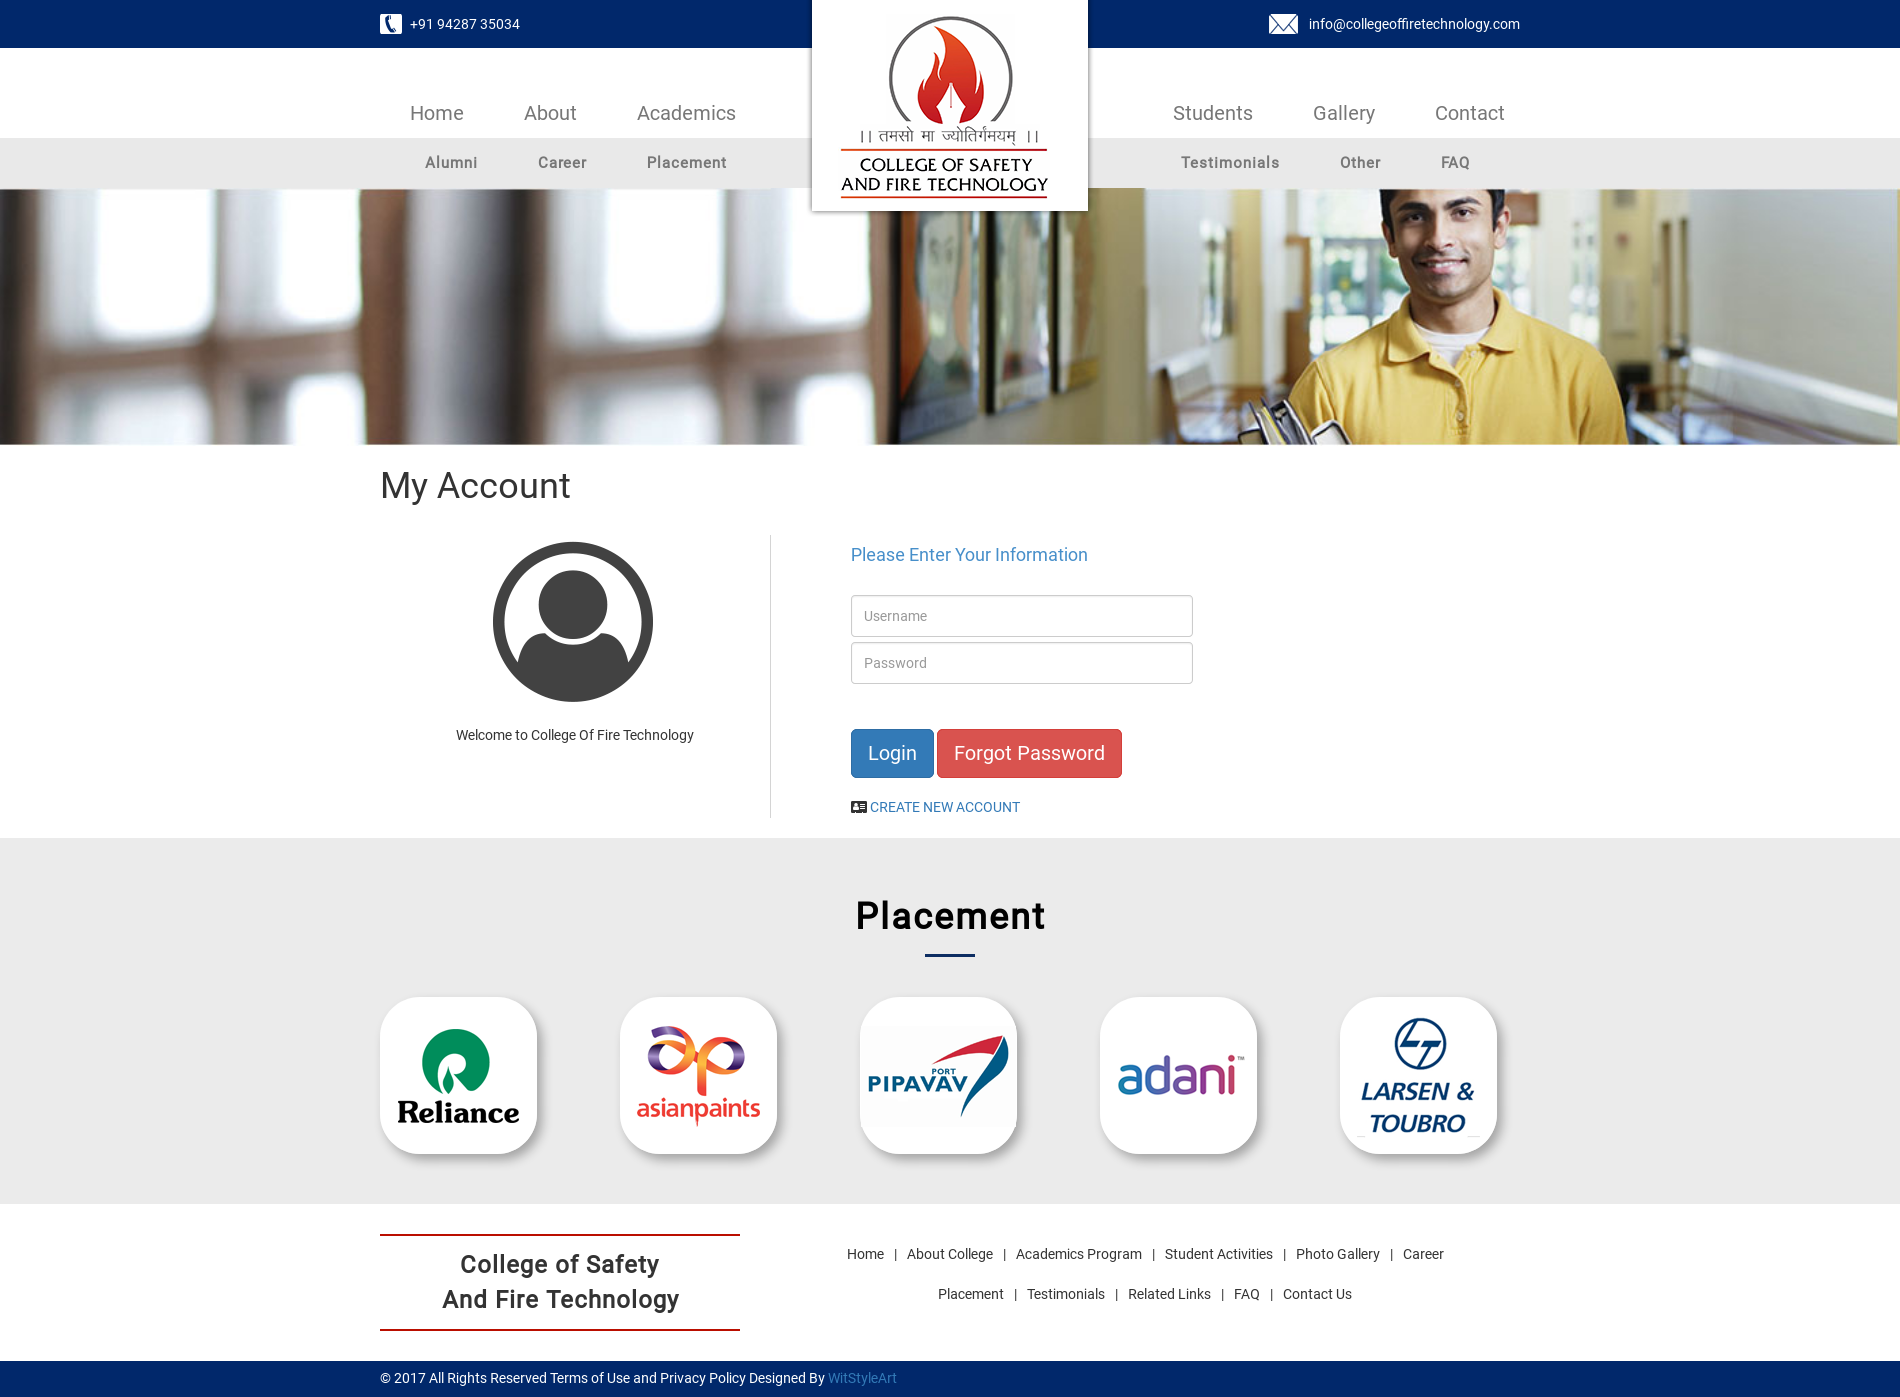 +91 94287 35034
info@collegeoffiretechnology.com
Home About Academics
Students Gallery Contact
।। तमसो मा ज्योतिर्गमयम् ।।
COLLEGE OF SAFETY
AND FIRE TECHNOLOGY
Alumni Career Placement
Testimonials Other FAQ
My Account
Welcome to College Of Fire Technology
Please Enter Your Information
Username
Password
Login Forgot Password
CREATE NEW ACCOUNT
Placement
Reliance
ap
asianpaints
PORT
PIPAVAV
adani™
LT
LARSEN &
TOUBRO
College of Safety
And Fire Technology
Home | About College | Academics Program | Student Activities | Photo Gallery | Career
Placement | Testimonials | Related Links | FAQ | Contact Us
© 2017 All Rights Reserved Terms of Use and Privacy Policy Designed By WitStyleArt